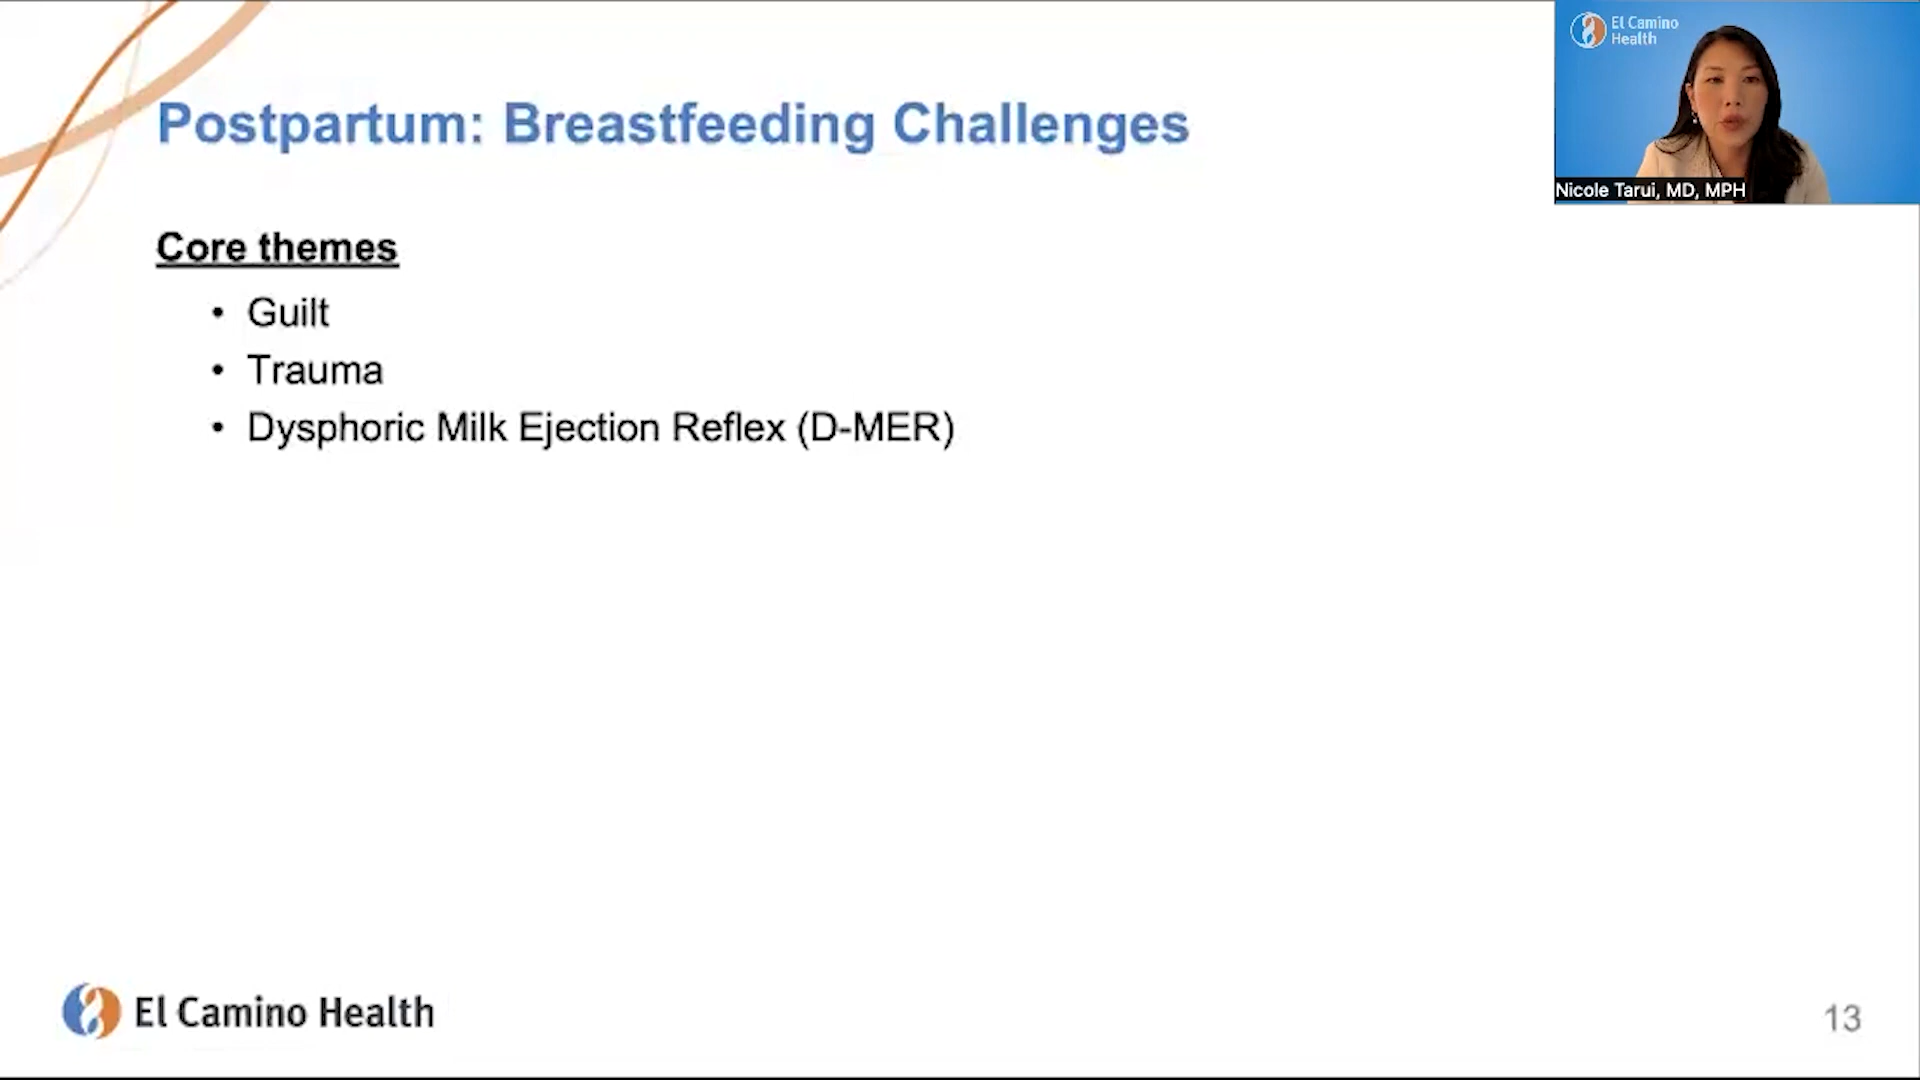 Postpartum: Breastfeeding Challenges
El Camino
Health
Nicole Tarui, MD, MPH
Core themes
• Guilt
• Trauma
• Dysphoric Milk Ejection Reflex (D-MER)
El Camino Health
13